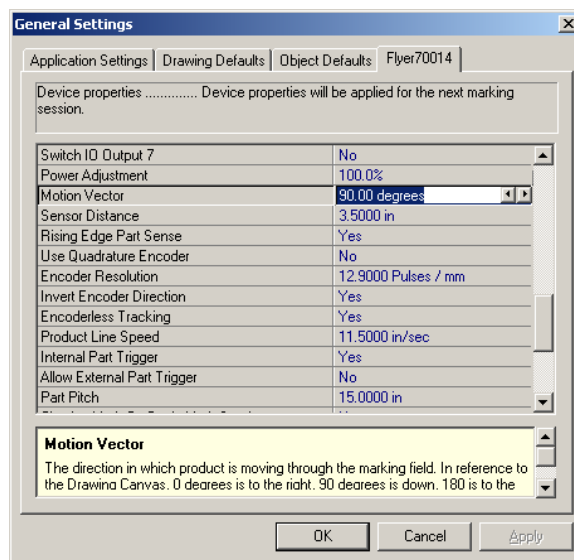 General Settings
Application Settings Drawing Defaults Object Defaults Flyer70014
Device properties .............. Device properties will be applied for the next marking
session.
Switch IO Output 7 No
Power Adjustment 100.0%
Motion Vector 90.00 degrees
Sensor Distance 3.5000 in
Rising Edge Part Sense Yes
Use Quadrature Encoder No
Encoder Resolution 12.9000 Pulses / mm
Invert Encoder Direction Yes
Encoderless Tracking Yes
Product Line Speed 11.5000 in/sec
Internal Part Trigger Yes
Allow External Part Trigger No
Part Pitch 15.0000 in
Motion Vector
The direction in which product is moving through the marking field. In reference to
the Drawing Canvas, 0 degrees is to the right, 90 degrees is down, 180 is to the
OK Cancel Apply